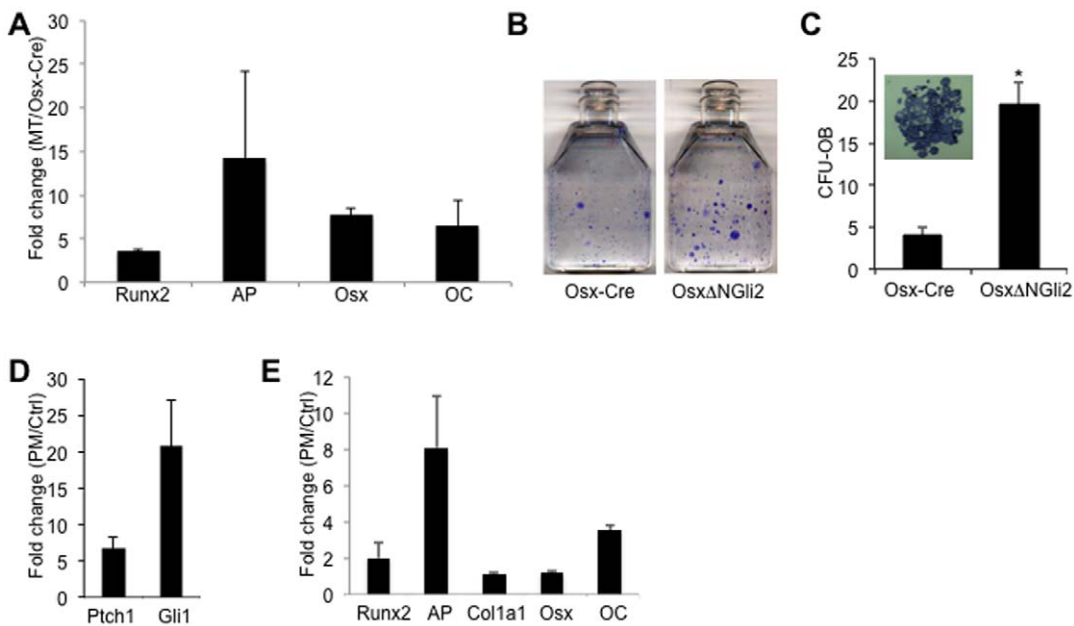 A
Fold change (MT/Osx-Cre)
30
25
20
15
10
5
0
Runx2 AP Osx OC
B
Osx-Cre OsxΔNGli2
C
CFU-OB
25
20
15
10
5
0
*
Osx-Cre OsxΔNGli2
D
Fold change (PM/Ctrl)
30
25
20
15
10
5
0
Ptch1 Gli1
E
Fold change (PM/Ctrl)
12
10
8
6
4
2
0
Runx2 AP Col1a1 Osx OC